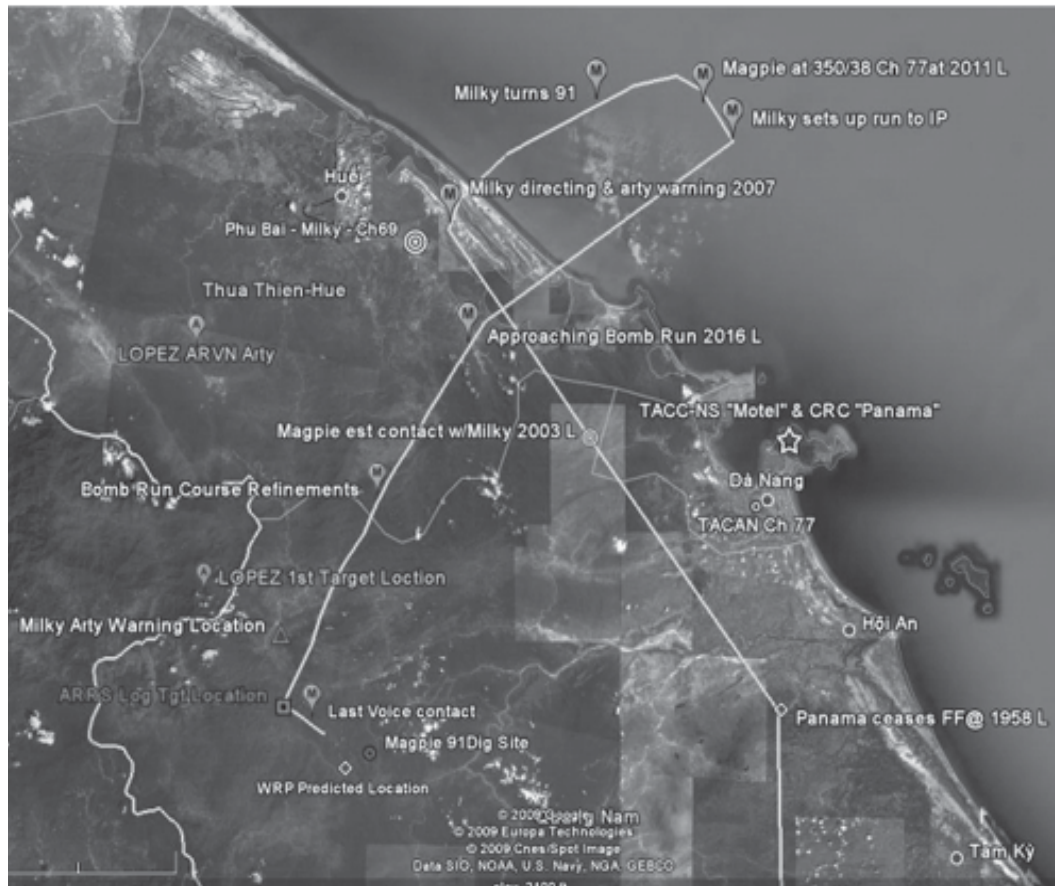 Milky turns 91
Magpie at 350/38 Ch 77at 2011 L
Milky sets up run to IP
Hué
Milky directing & arty warning 2007
Phu Bai - Milky - Ch69
Thua Thien-Hue
LOPEZ ARVN Arty
Approaching Bomb Run 2016 L
TACC-NS "Motel" & CRC "Panama"
Magpie est contact w/Milky 2003 L
Bomb Run Course Refinements
Da Nang
TACAN Ch 77
LOPEZ 1st Target Loction
Milky Arty Warning Location
Hội An
ARRS Log Tgt Location
Last Voice contact
Panama ceases FF@ 1958 L
Magpie 91Dig Site
WRP Predicted Location
© 2009 Google
Nam
© 2009 Europa Technologies
© 2009 Cnes/Spot Image
Data SIO, NOAA, U.S. Navy, NGA, GEBCO
Tam Kỳ